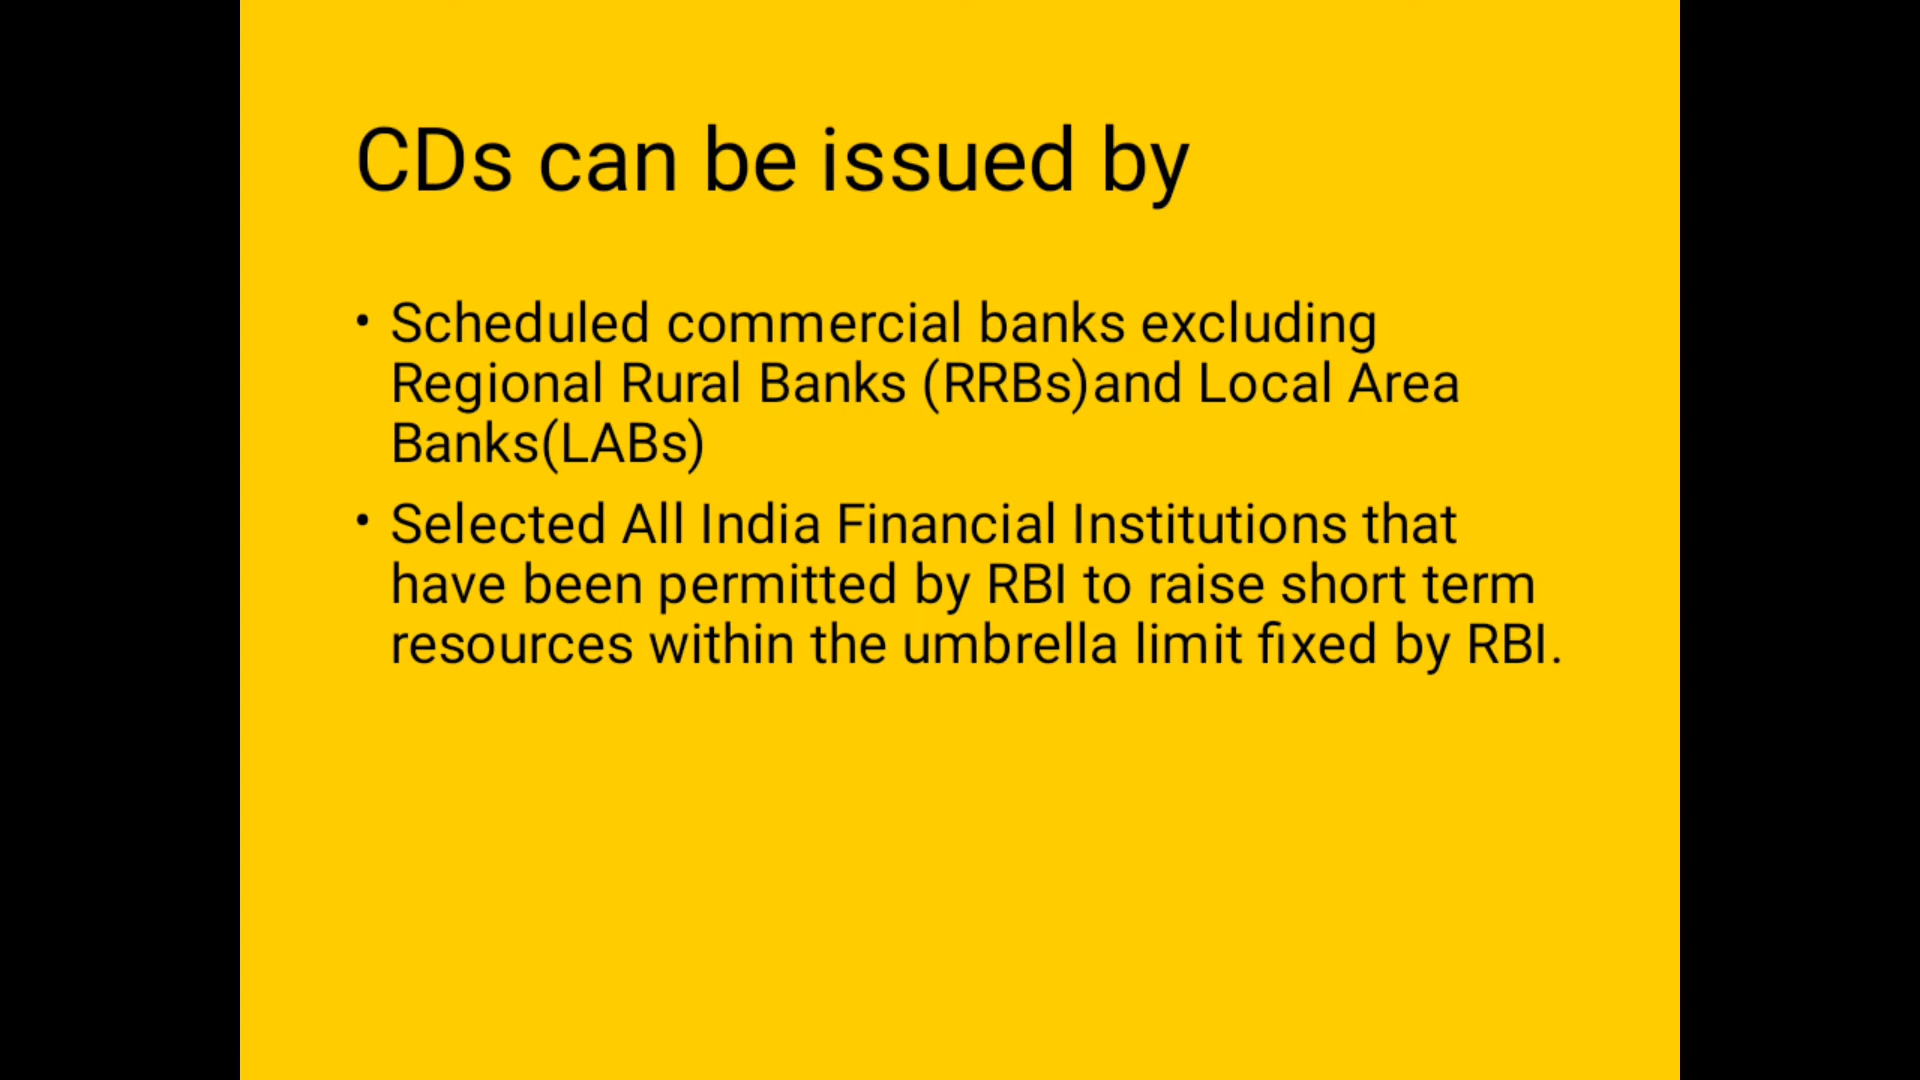 CDs can be issued by
• Scheduled commercial banks excluding
Regional Rural Banks (RRBs)and Local Area
Banks(LABs)
• Selected All India Financial Institutions that
have been permitted by RBI to raise short term
resources within the umbrella limit fixed by RBI.